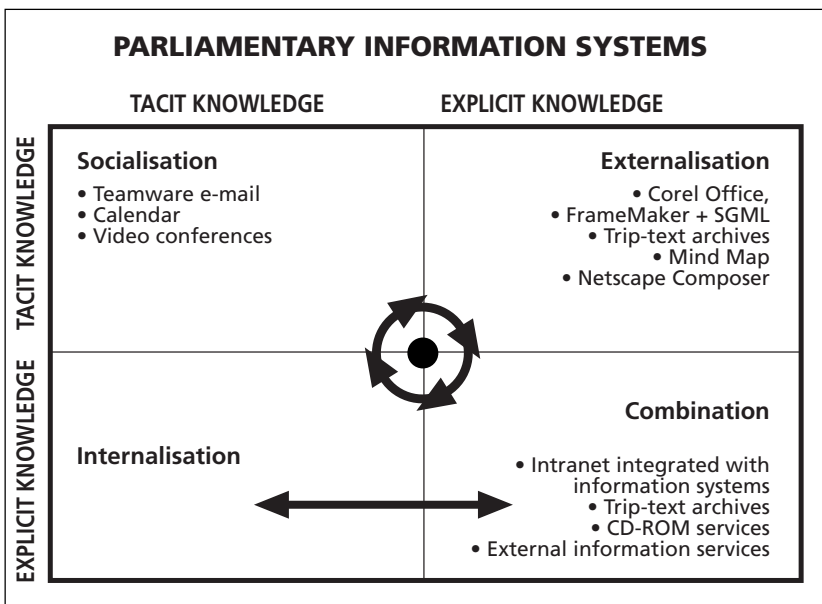 PARLIAMENTARY INFORMATION SYSTEMS
TACIT KNOWLEDGE
EXPLICIT KNOWLEDGE
TACIT KNOWLEDGE
Socialisation
• Teamware e-mail
• Calendar
• Video conferences
Externalisation
• Corel Office,
• FrameMaker + SGML
• Trip-text archives
• Mind Map
• Netscape Composer
EXPLICIT KNOWLEDGE
Internalisation
Combination
• Intranet integrated with
information systems
• Trip-text archives
• CD-ROM services
• External information services